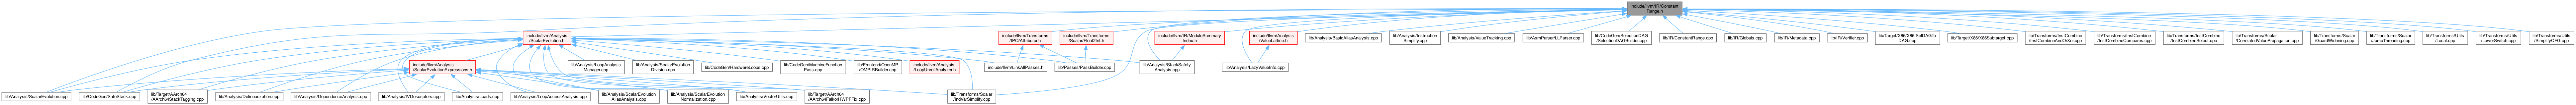 include/llvm/IR/Constant
Range.h
include/llvm/Analysis
/ScalarEvolution.h
include/llvm/Transforms
/IPO/Attributor.h
include/llvm/Transforms
/Scalar/Float2Int.h
include/llvm/IR/ModuleSummary
Index.h
include/llvm/Analysis
/ValueLattice.h
lib/Analysis/BasicAliasAnalysis.cpp
lib/Analysis/Instruction
Simplify.cpp
lib/Analysis/ValueTracking.cpp
lib/AsmParser/LLParser.cpp
lib/CodeGen/SelectionDAG
/SelectionDAGBuilder.cpp
lib/IR/ConstantRange.cpp
lib/IR/Globals.cpp
lib/IR/Metadata.cpp
lib/IR/Verifier.cpp
lib/Target/X86/X86ISelDAGTo
DAG.cpp
lib/Target/X86/X86Subtarget.cpp
lib/Transforms/InstCombine
/InstCombineAndOrXor.cpp
lib/Transforms/InstCombine
/InstCombineCompares.cpp
lib/Transforms/InstCombine
/InstCombineSelect.cpp
lib/Transforms/Scalar
/CorrelatedValuePropagation.cpp
lib/Transforms/Scalar
/GuardWidening.cpp
lib/Transforms/Scalar
/JumpThreading.cpp
lib/Transforms/Utils
/Local.cpp
lib/Transforms/Utils
/LowerSwitch.cpp
lib/Transforms/Utils
/SimplifyCFG.cpp
include/llvm/Analysis
/ScalarEvolutionExpressions.h
lib/Analysis/LoopAnalysis
Manager.cpp
lib/Analysis/ScalarEvolution
Division.cpp
lib/CodeGen/HardwareLoops.cpp
lib/CodeGen/MachineFunction
Pass.cpp
lib/Frontend/OpenMP
/OMPIRBuilder.cpp
include/llvm/Analysis
/LoopUnrollAnalyzer.h
include/llvm/LinkAllPasses.h
lib/Passes/PassBuilder.cpp
lib/Analysis/StackSafety
Analysis.cpp
lib/Analysis/LazyValueInfo.cpp
lib/Analysis/ScalarEvolution.cpp
lib/CodeGen/SafeStack.cpp
lib/Target/AArch64
/AArch64StackTagging.cpp
lib/Analysis/Delinearization.cpp
lib/Analysis/DependenceAnalysis.cpp
lib/Analysis/IVDescriptors.cpp
lib/Analysis/Loads.cpp
lib/Analysis/LoopAccessAnalysis.cpp
lib/Analysis/ScalarEvolution
AliasAnalysis.cpp
lib/Analysis/ScalarEvolution
Normalization.cpp
lib/Analysis/VectorUtils.cpp
lib/Target/AArch64
/AArch64FalkorHWPFFix.cpp
lib/Transforms/Scalar
/IndVarSimplify.cpp